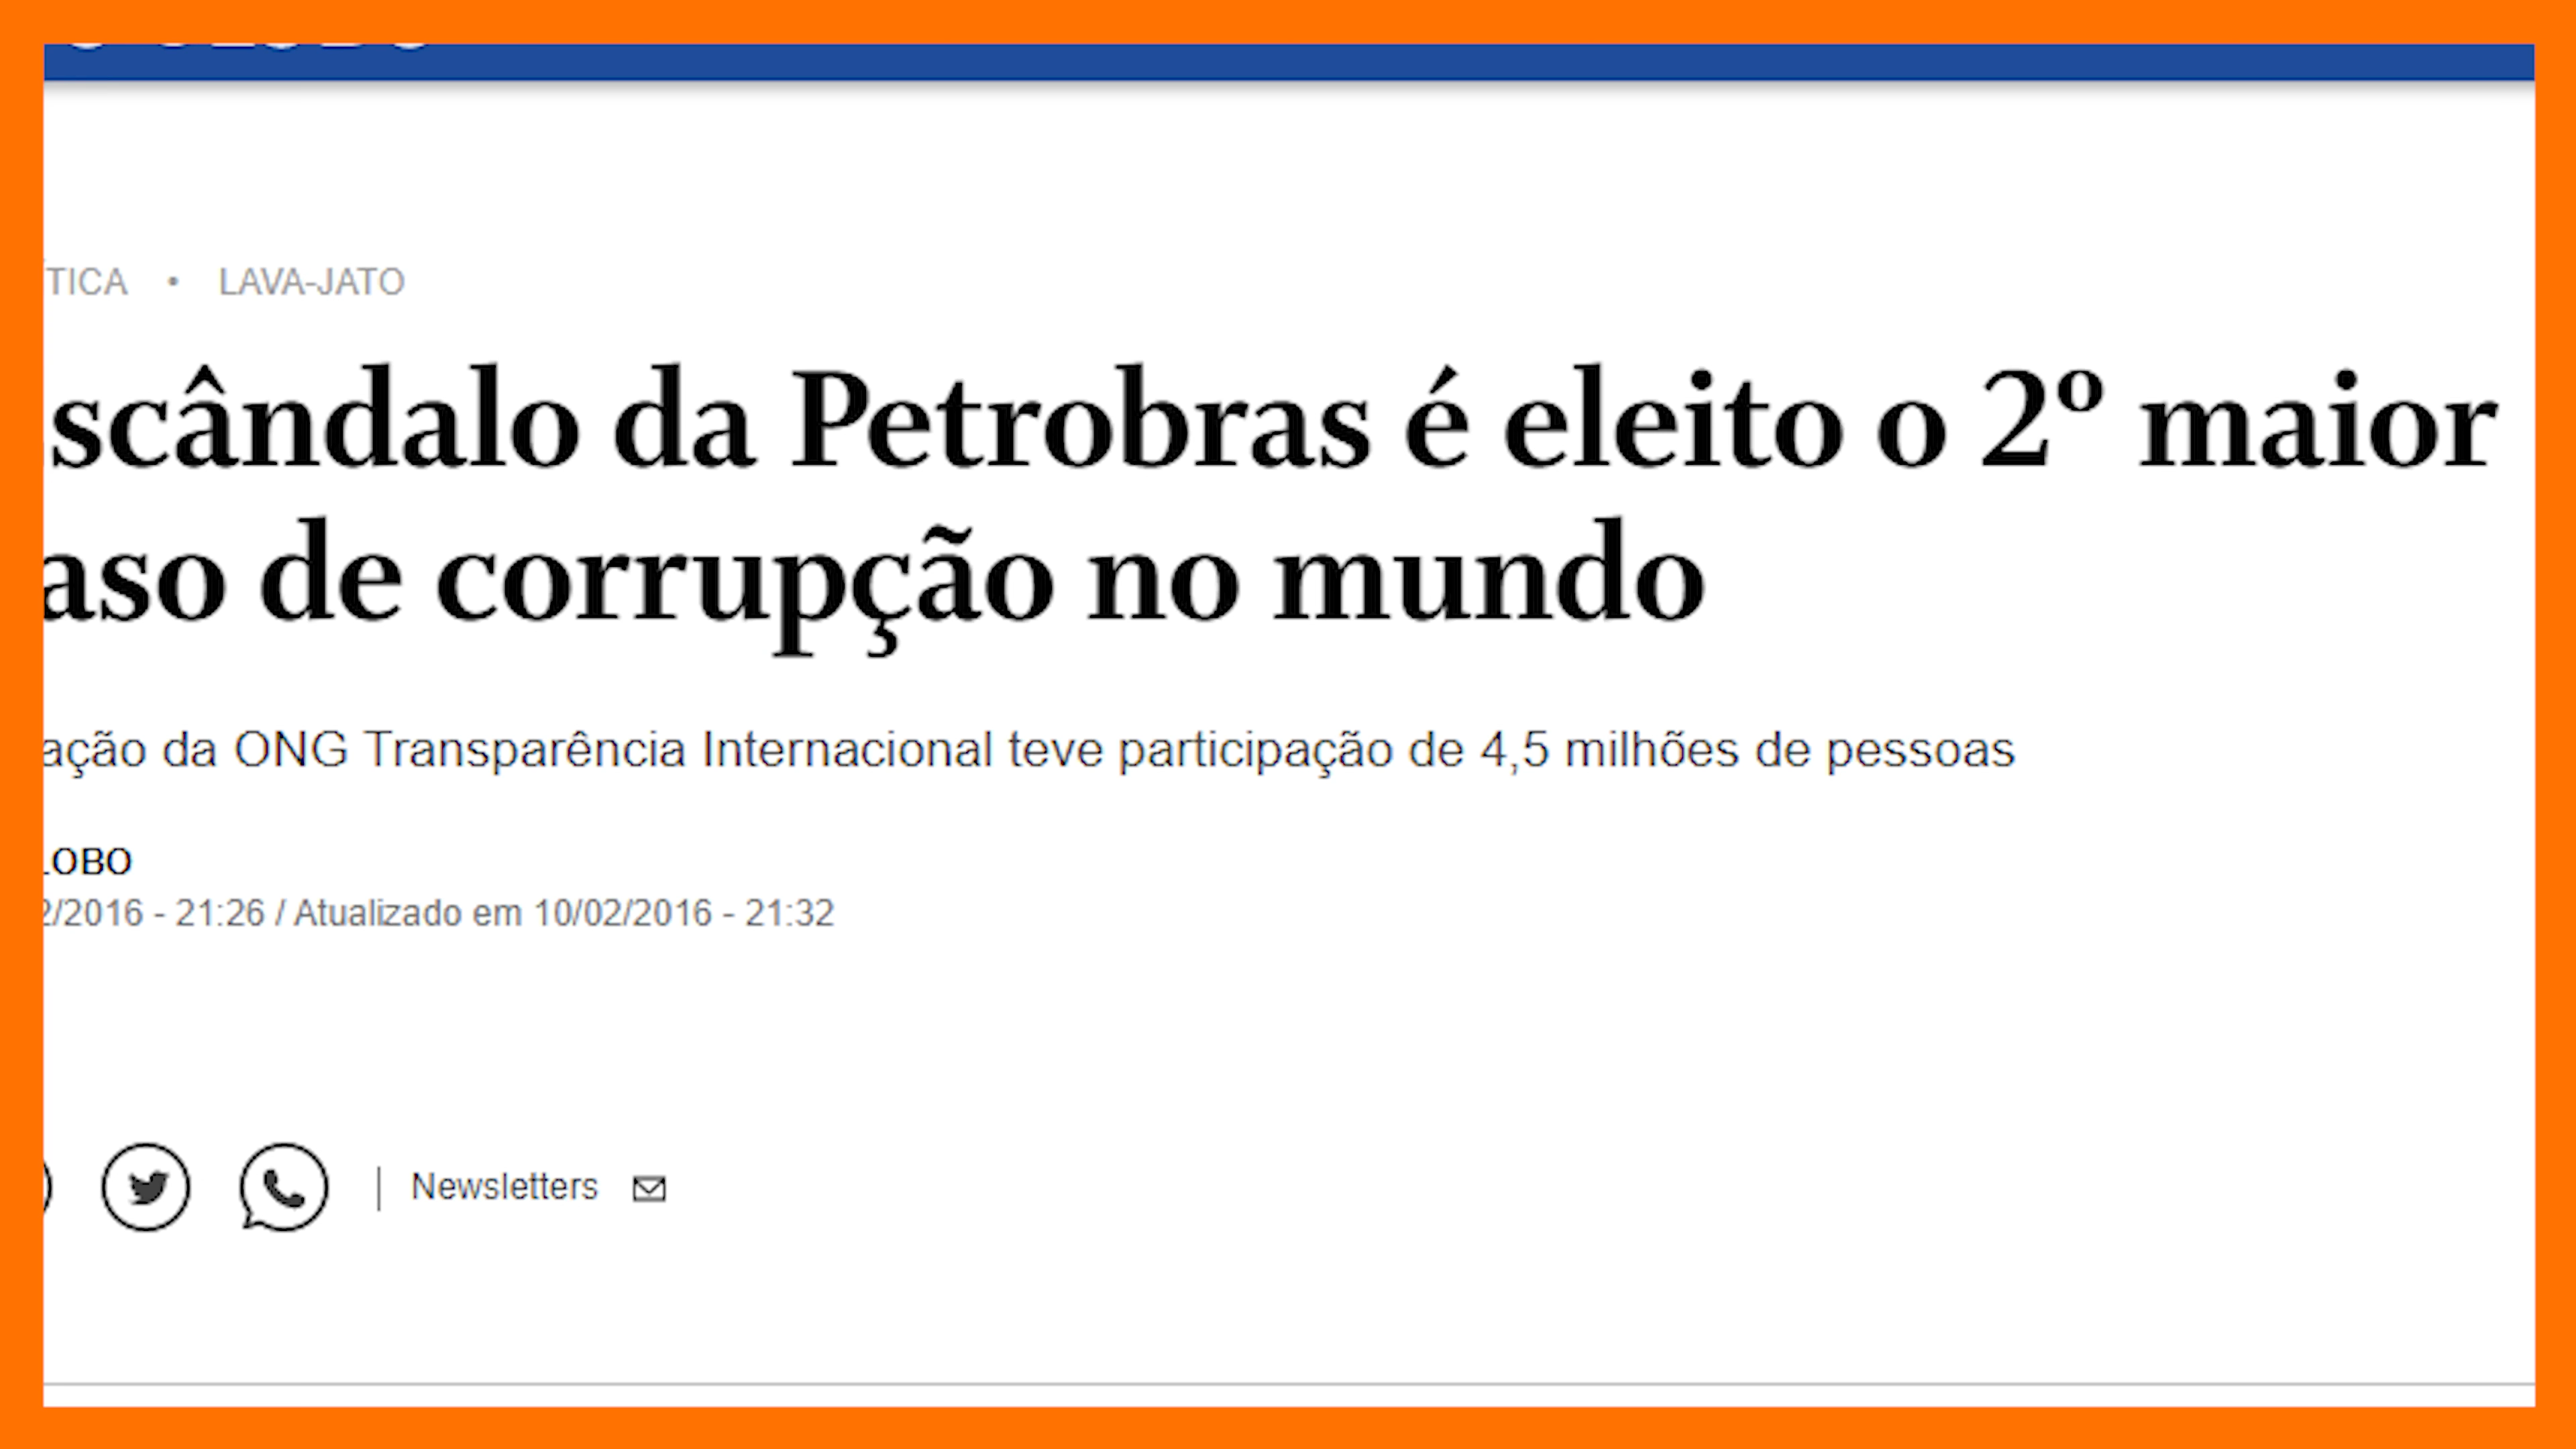 TICA • LAVA-JATO
scândalo da Petrobras é eleito o 2º maior
aso de corrupção no mundo
ação da ONG Transparência Internacional teve participação de 4,5 milhões de pessoas
LOBO
2/2016 - 21:26 / Atualizado em 10/02/2016 - 21:32
Newsletters